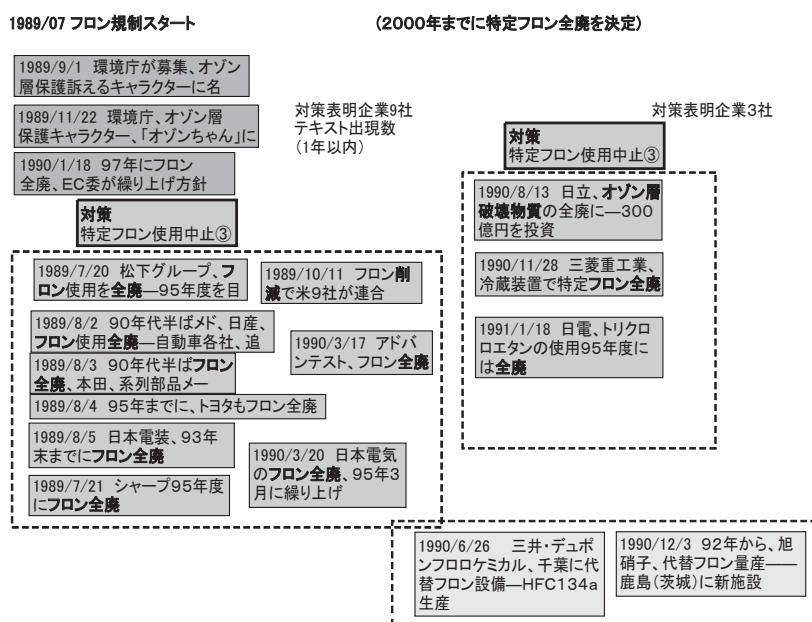 1989/07 フロン規制スタート
(2000年までに特定フロン全廃を決定)
1989/9/1 環境庁が募集、オゾン
層保護訴えるキャラクターに名
1989/11/22 環境庁、オゾン層
保護キャラクター、「オゾンちゃん」に
1990/1/18 97年にフロン
全廃、EC委が繰り上げ方針
対策表明企業9社
テキスト出現数
(1年以内)
対策
特定フロン使用中止③
1989/7/20 松下グループ、フ
ロン使用を全廃―95年度を目
1989/10/11 フロン削
減で米9社が連合
1989/8/2 90年代半ばメド、日産、
フロン使用全廃―自動車各社、追
1990/3/17 アドバ
ンテスト、フロン全廃
1989/8/3 90年代半ばフロン
全廃、本田、系列部品メー
1989/8/4 95年までに、トヨタもフロン全廃
1989/8/5 日本電装、93年
末までにフロン全廃
1990/3/20 日本電気
のフロン全廃、95年3
月に繰り上げ
1989/7/21 シャープ95年度
にフロン全廃
対策表明企業3社
対策
特定フロン使用中止③
1990/8/13 日立、オゾン層
破壊物質の全廃に―300
億円を投資
1990/11/28 三菱重工業、
冷蔵装置で特定フロン全廃
1991/1/18 日電、トリクロ
ロエタンの使用95年度に
は全廃
1990/6/26 三井・デュポ
ンフロロケミカル、千葉に代
替フロン設備―HFC134a
生産
1990/12/3 92年から、旭
硝子、代替フロン量産――
鹿島(茨城)に新施設